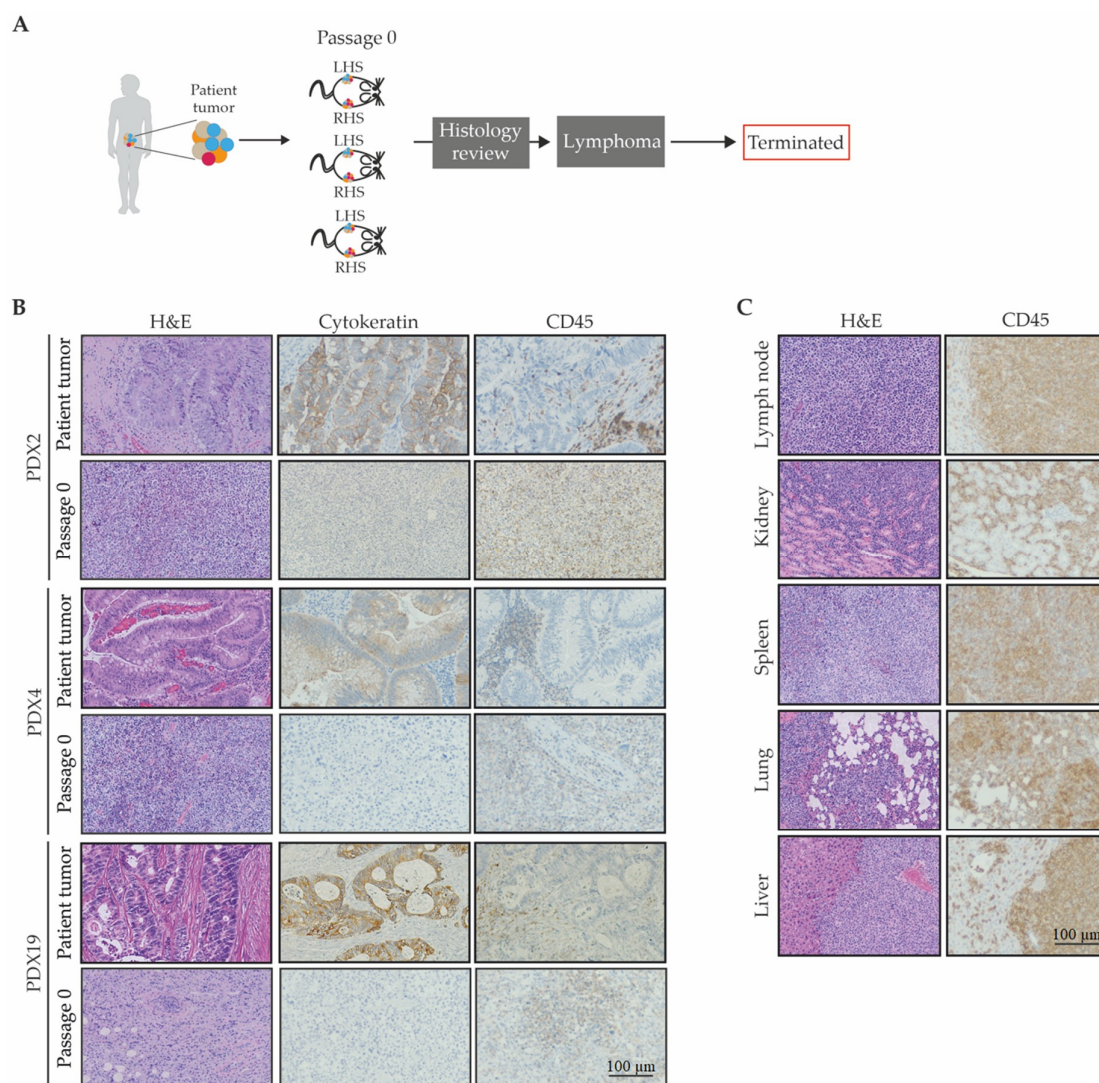 A
Passage 0
Patient
tumor
LHS
RHS
LHS
RHS
LHS
RHS
Histology
review
Lymphoma
Terminated
B
H&E
Cytokeratin
CD45
PDX2
Patient tumor
Passage 0
PDX4
Patient tumor
Passage 0
PDX19
Patient tumor
Passage 0
100 µm
C
H&E
CD45
Lymph node
Kidney
Spleen
Lung
Liver
100 µm